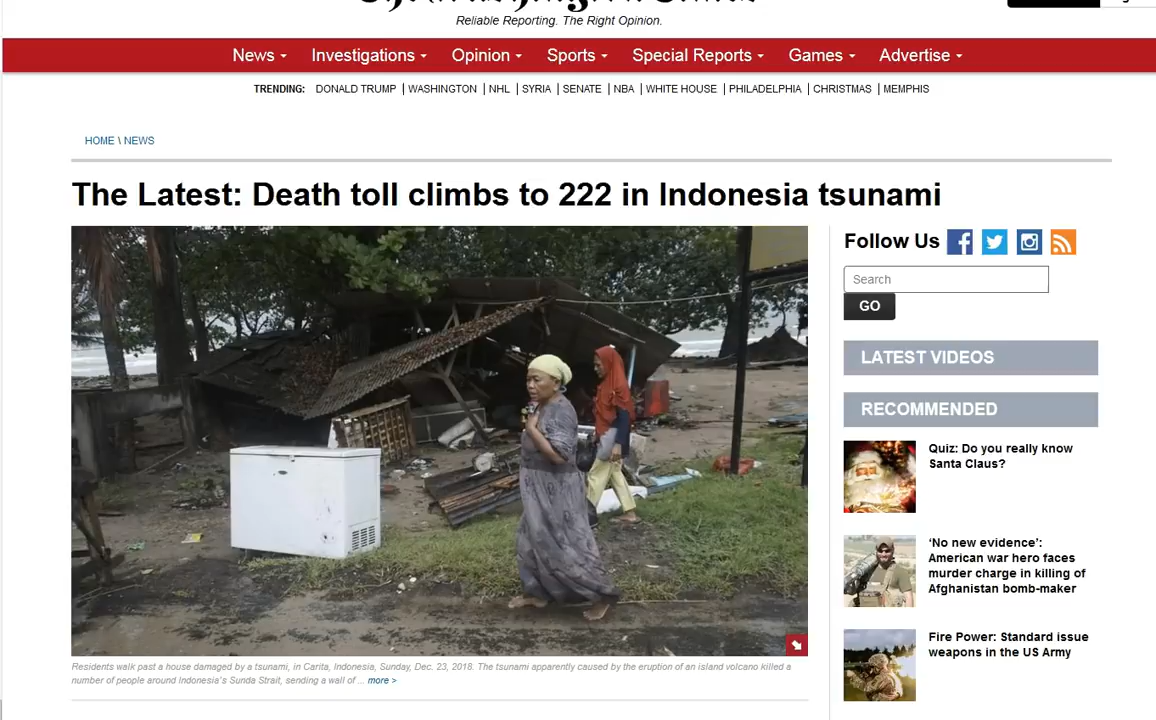 Reliable Reporting. The Right Opinion.
News Investigations Opinion Sports Special Reports Games Advertise
TRENDING: DONALD TRUMP | WASHINGTON | NHL | SYRIA | SENATE | NBA | WHITE HOUSE | PHILADELPHIA | CHRISTMAS | MEMPHIS
HOME \ NEWS
The Latest: Death toll climbs to 222 in Indonesia tsunami
Residents walk past a house damaged by a tsunami, in Carita, Indonesia, Sunday, Dec. 23, 2018. The tsunami apparently caused by the eruption of an island volcano killed a
number of people around Indonesia's Sunda Strait, sending a wall of ... more >
Follow Us
Search
GO
LATEST VIDEOS
RECOMMENDED
Quiz: Do you really know
Santa Claus?
‘No new evidence’:
American war hero faces
murder charge in killing of
Afghanistan bomb-maker
Fire Power: Standard issue
weapons in the US Army